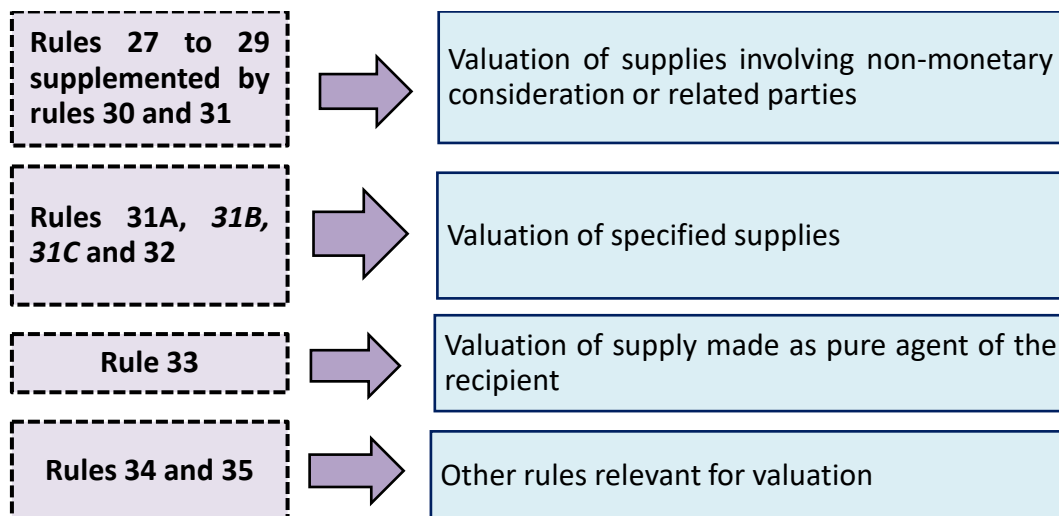 Rules 27 to 29
supplemented by
rules 30 and 31
Valuation of supplies involving non-monetary
consideration or related parties
Rules 31A, 31B,
31C and 32
Valuation of specified supplies
Rule 33
Valuation of supply made as pure agent of the
recipient
Rules 34 and 35
Other rules relevant for valuation